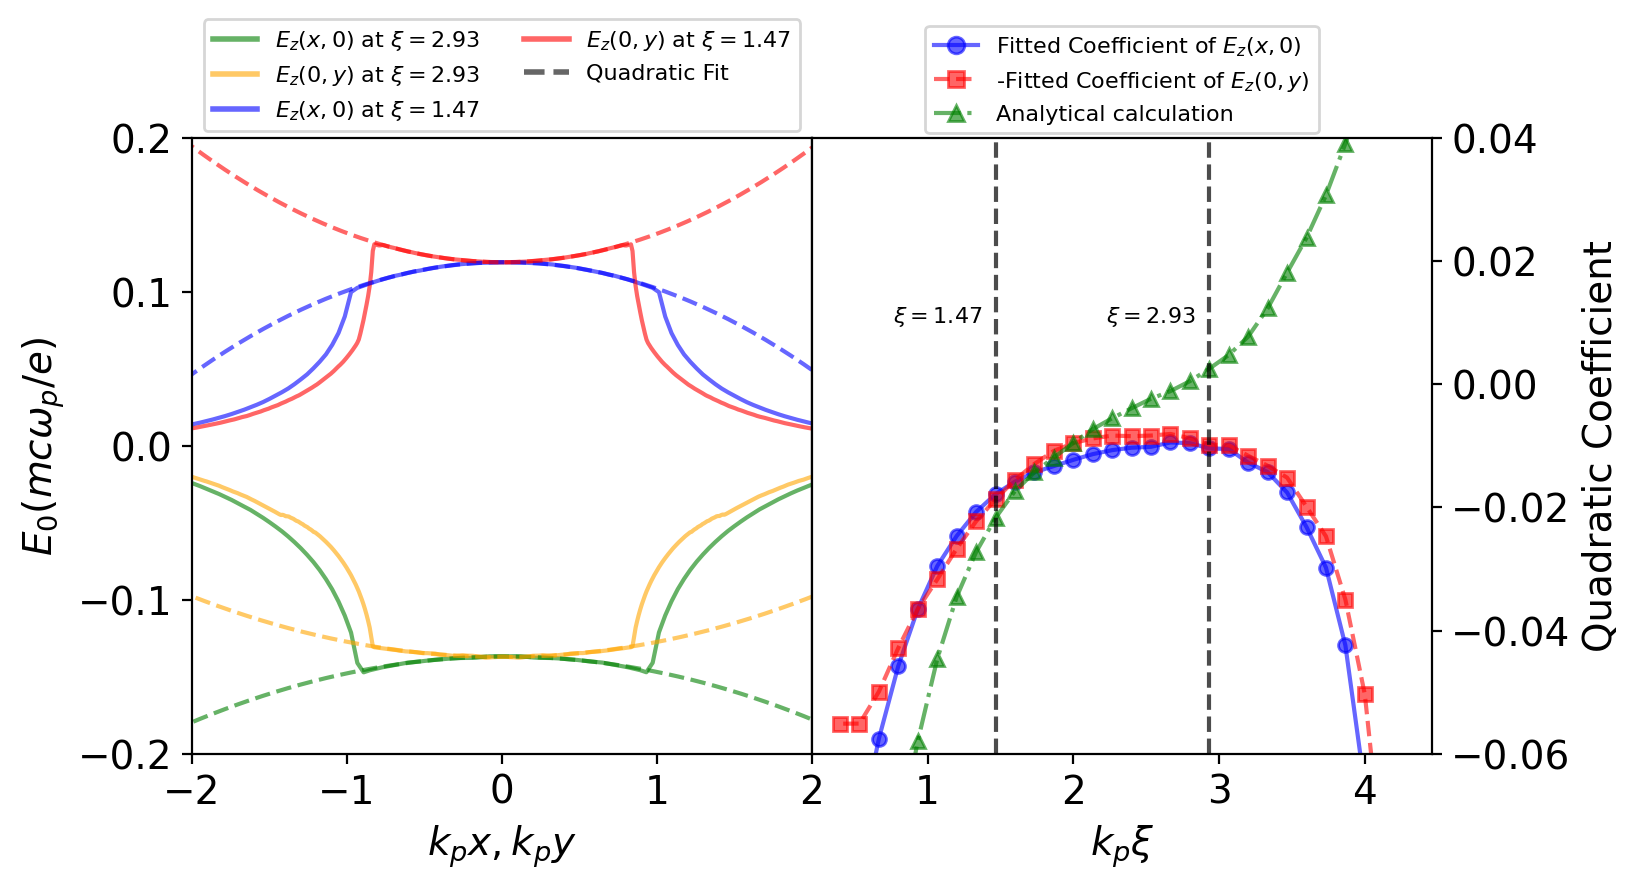 E_z(x, 0) at ξ = 2.93
E_z(0, y) at ξ = 2.93
E_z(x, 0) at ξ = 1.47
E_z(0, y) at ξ = 1.47
Quadratic Fit
Fitted Coefficient of E_z(x, 0)
-Fitted Coefficient of E_z(0, y)
Analytical calculation
0.2
0.1
0.0
−0.1
−0.2
E_0(mcω_p/e)
−2
−1
0
1
2
k_px, k_py
ξ = 1.47
ξ = 2.93
1
2
3
4
k_pξ
0.04
0.02
0.00
−0.02
−0.04
−0.06
Quadratic Coefficient